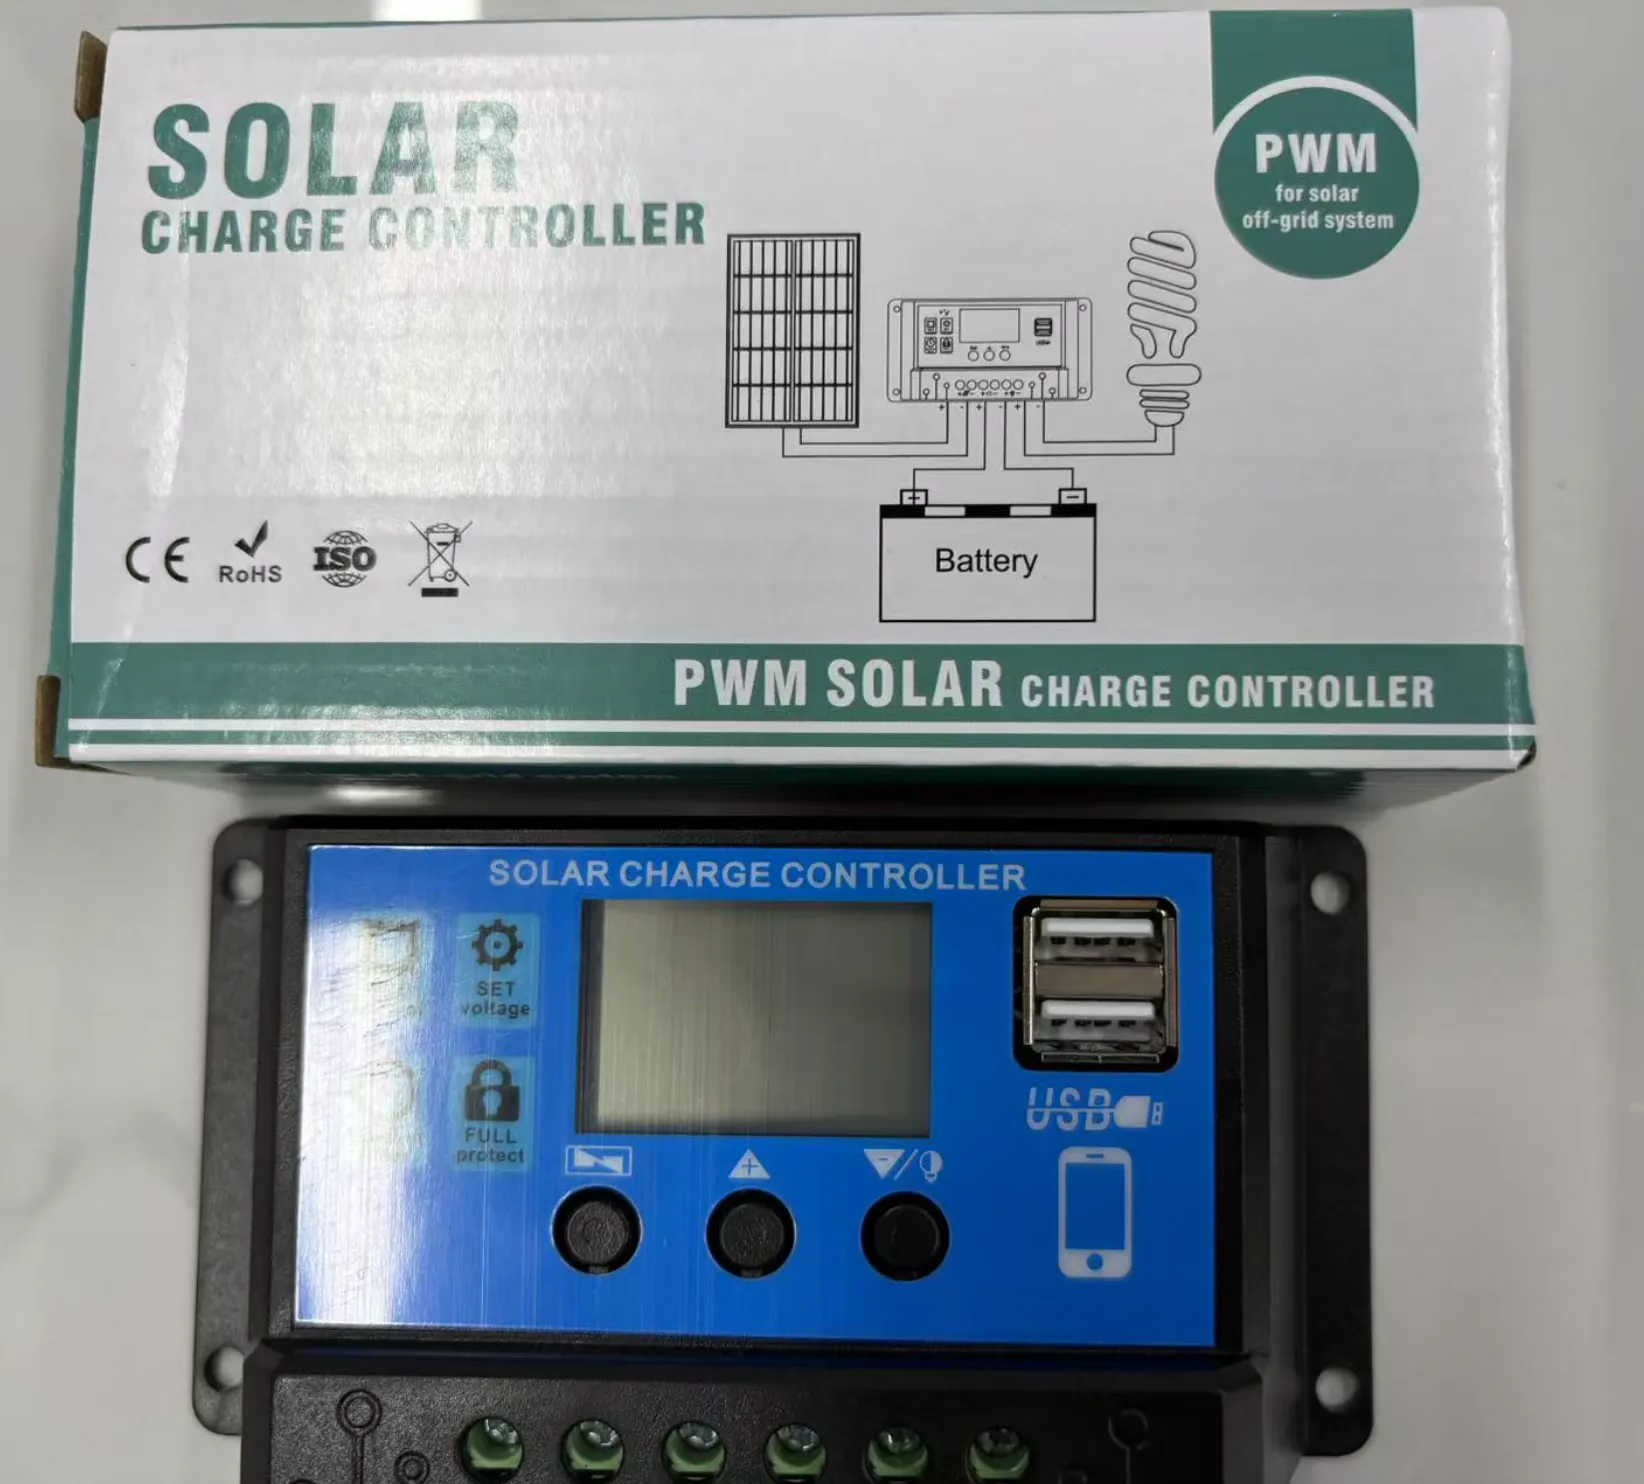 SOLAR
CHARGE CONTROLLER
PWM
for solar
off-grid system
CE
RoHS
ISO
+
−
Battery
PWM SOLAR CHARGE CONTROLLER
SOLAR CHARGE CONTROLLER
SET
voltage
FULL
protect
USB